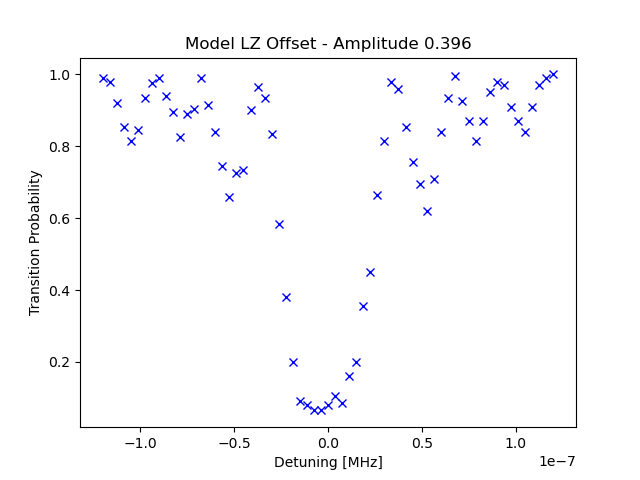 Model LZ Offset - Amplitude 0.396
1.0
0.8
0.6
0.4
0.2
Transition Probability
−1.0 −0.5 0.0 0.5 1.0
1e−7
Detuning [MHz]